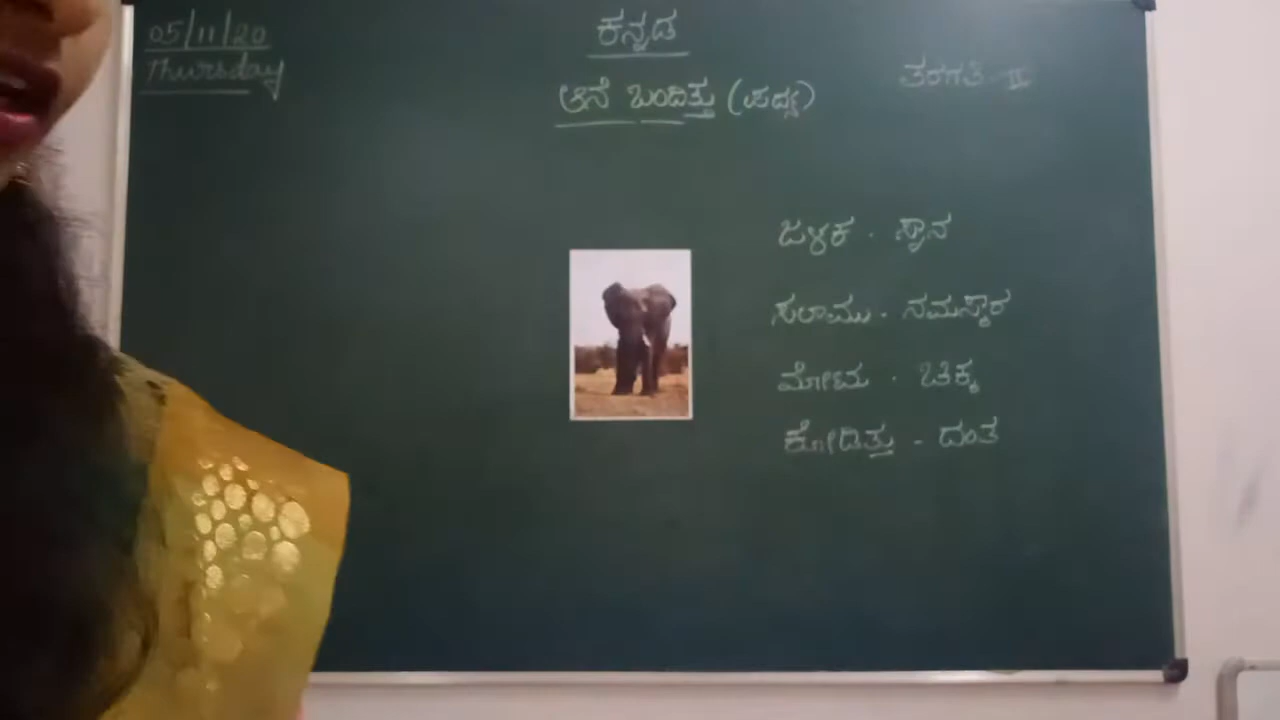 05/11/20
Thursday
ಕನ್ನಡ
ಆನೆ ಬಂದಿತ್ತು (ಪದ್ಯ)
ತರಗತಿ-II
ಜಳಕ - ಸ್ನಾನ
ಸಲಾಮು - ನಮಸ್ಕಾರ
ಮೋಟು - ಚಿಕ್ಕ
ಕೋಡಿತ್ತು - ದಂತ